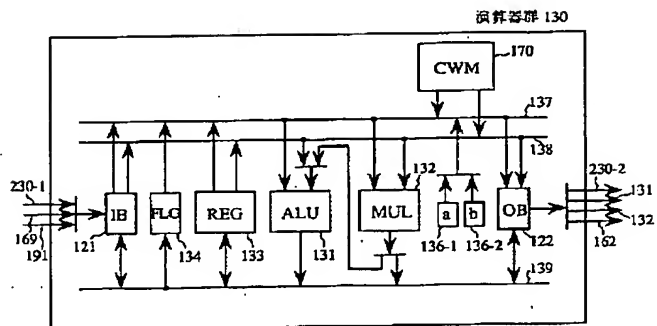 演算器群 130
170
CWM
137
138
230-1
132
230-2
131
IB
FLG
REG
ALU
MUL
a
b
OB
132
169
191
121
134
133
131
136-1
136-2
122
162
139